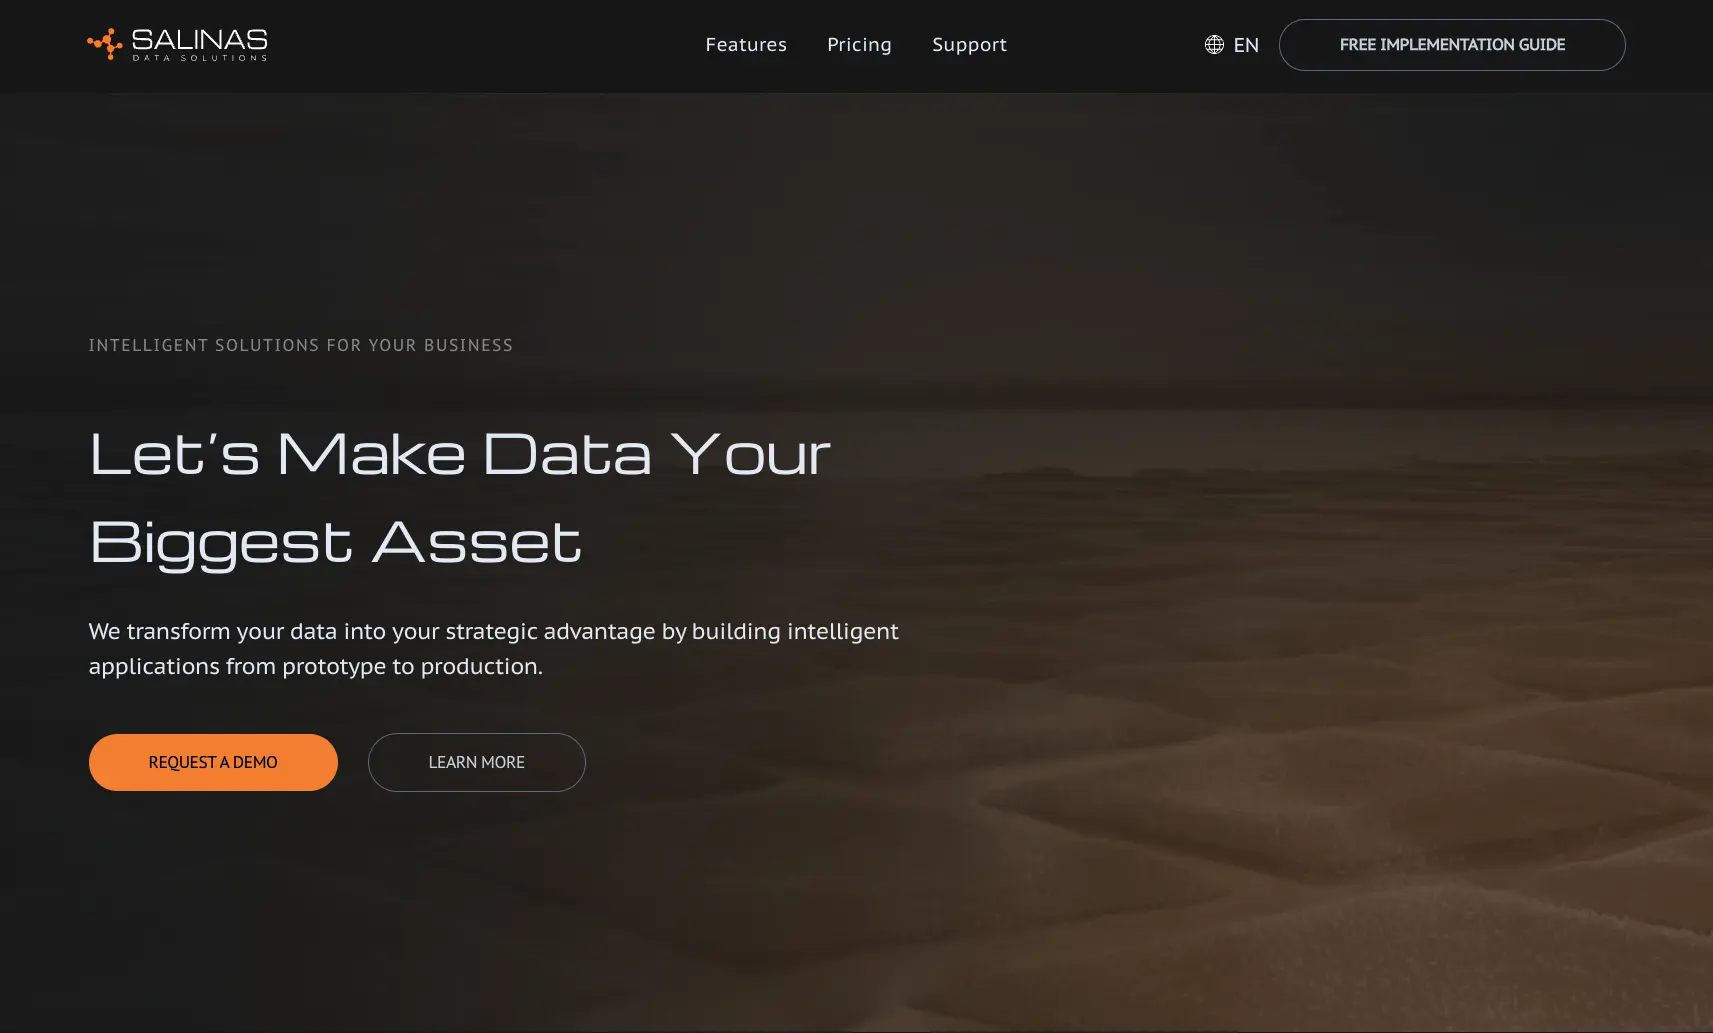 SALINAS
DATA SOLUTIONS
Features
Pricing
Support
EN
FREE IMPLEMENTATION GUIDE
INTELLIGENT SOLUTIONS FOR YOUR BUSINESS
Let’s Make Data Your
Biggest Asset
We transform your data into your strategic advantage by building intelligent
applications from prototype to production.
REQUEST A DEMO
LEARN MORE